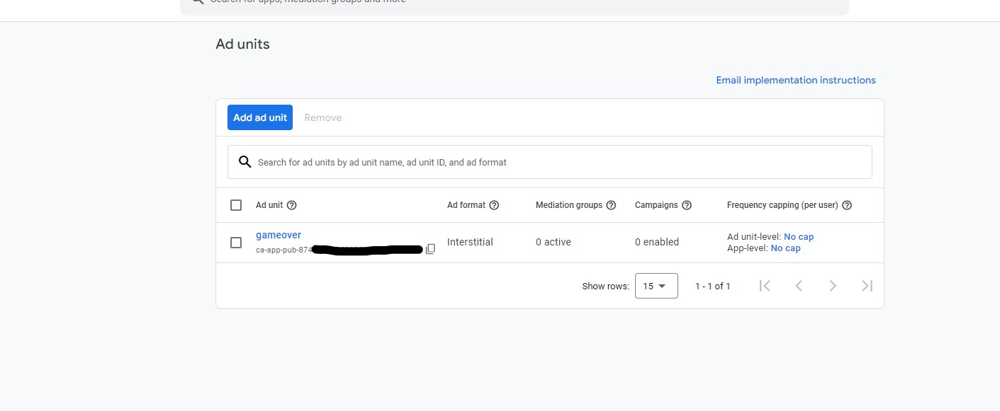 Search for apps, mediation groups and more
Ad units
Email implementation instructions
Add ad unit Remove
Search for ad units by ad unit name, ad unit ID, and ad format
Ad unit Ad format Mediation groups Campaigns Frequency capping (per user)
gameover
ca-app-pub-874
Interstitial 0 active 0 enabled
Ad unit-level: No cap
App-level: No cap
Show rows: 15 1 - 1 of 1